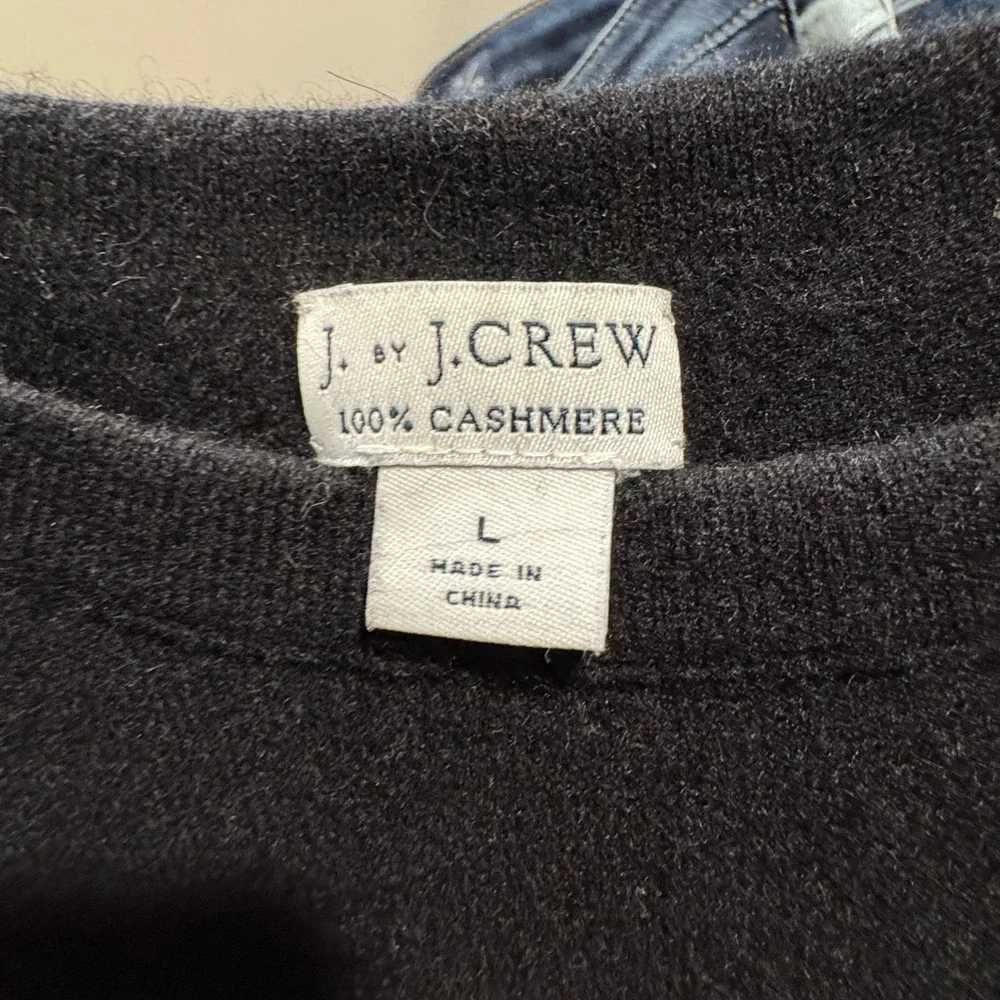 J. BY J.CREW
100% CASHMERE
L
MADE IN
CHINA